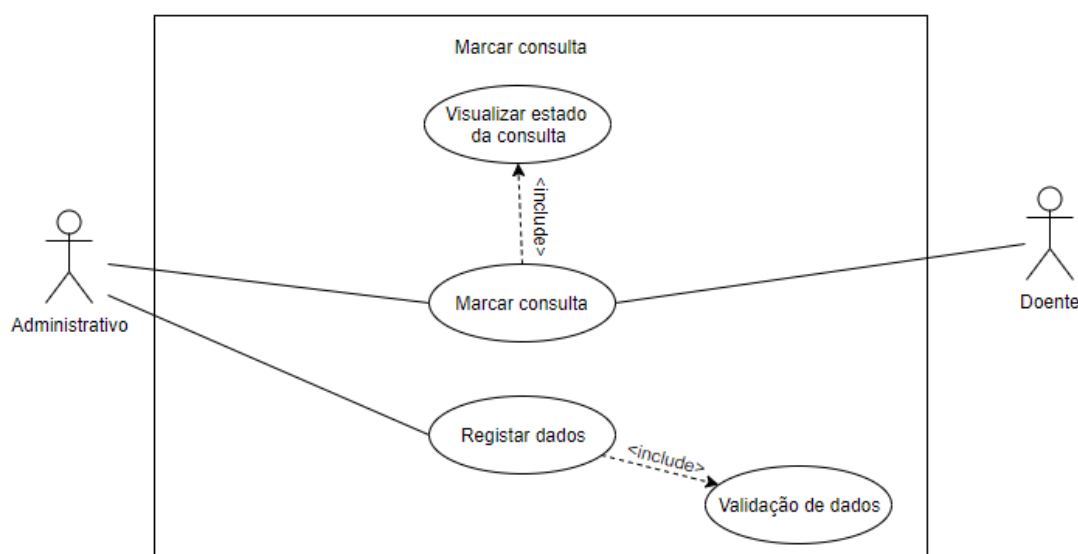 Marcar consulta
Visualizar estado
da consulta
<include>
Marcar consulta
Administrativo
Doente
Registar dados
<include>
Validação de dados